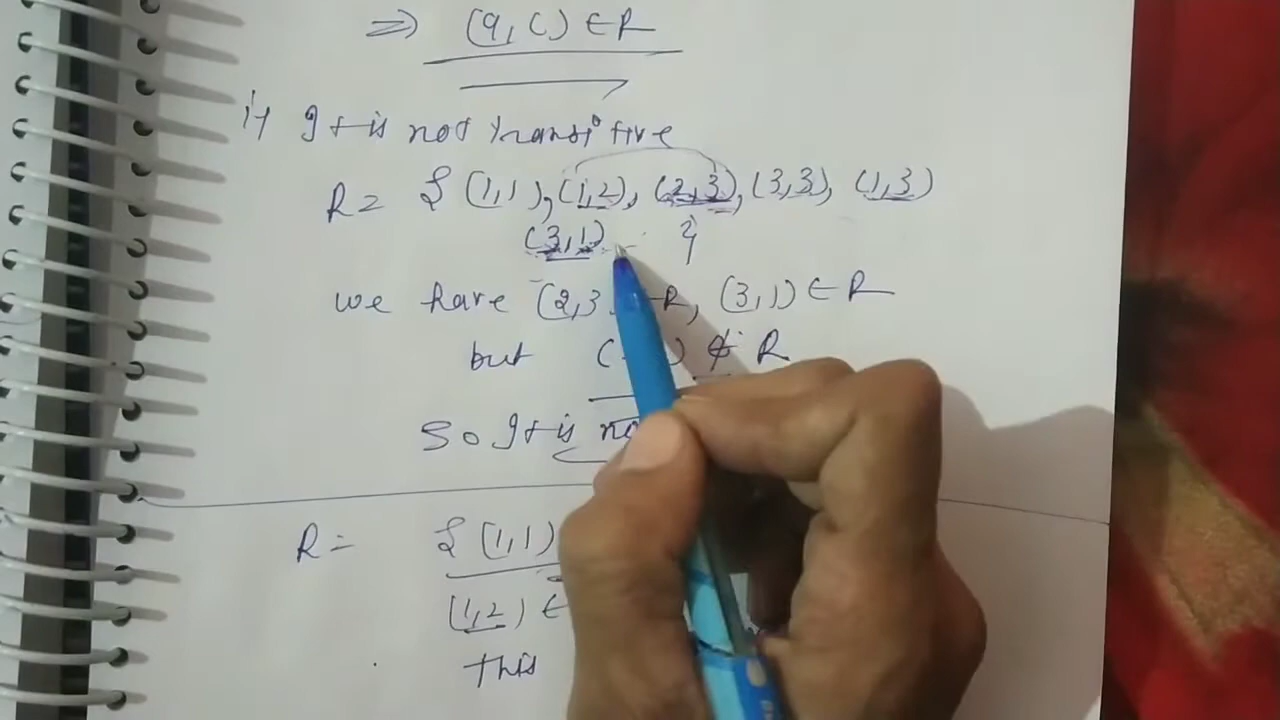 => (a, c) ∈ R
if It is not transitive
R = { (1,1), (1,2), (2,3), (3,3), (1,3)
(3,1) }
we have (2,3 R, (3,1) ∈ R
but ( ) ∉ R
So It is
R = { (1,1)
(1,2) ∈
this